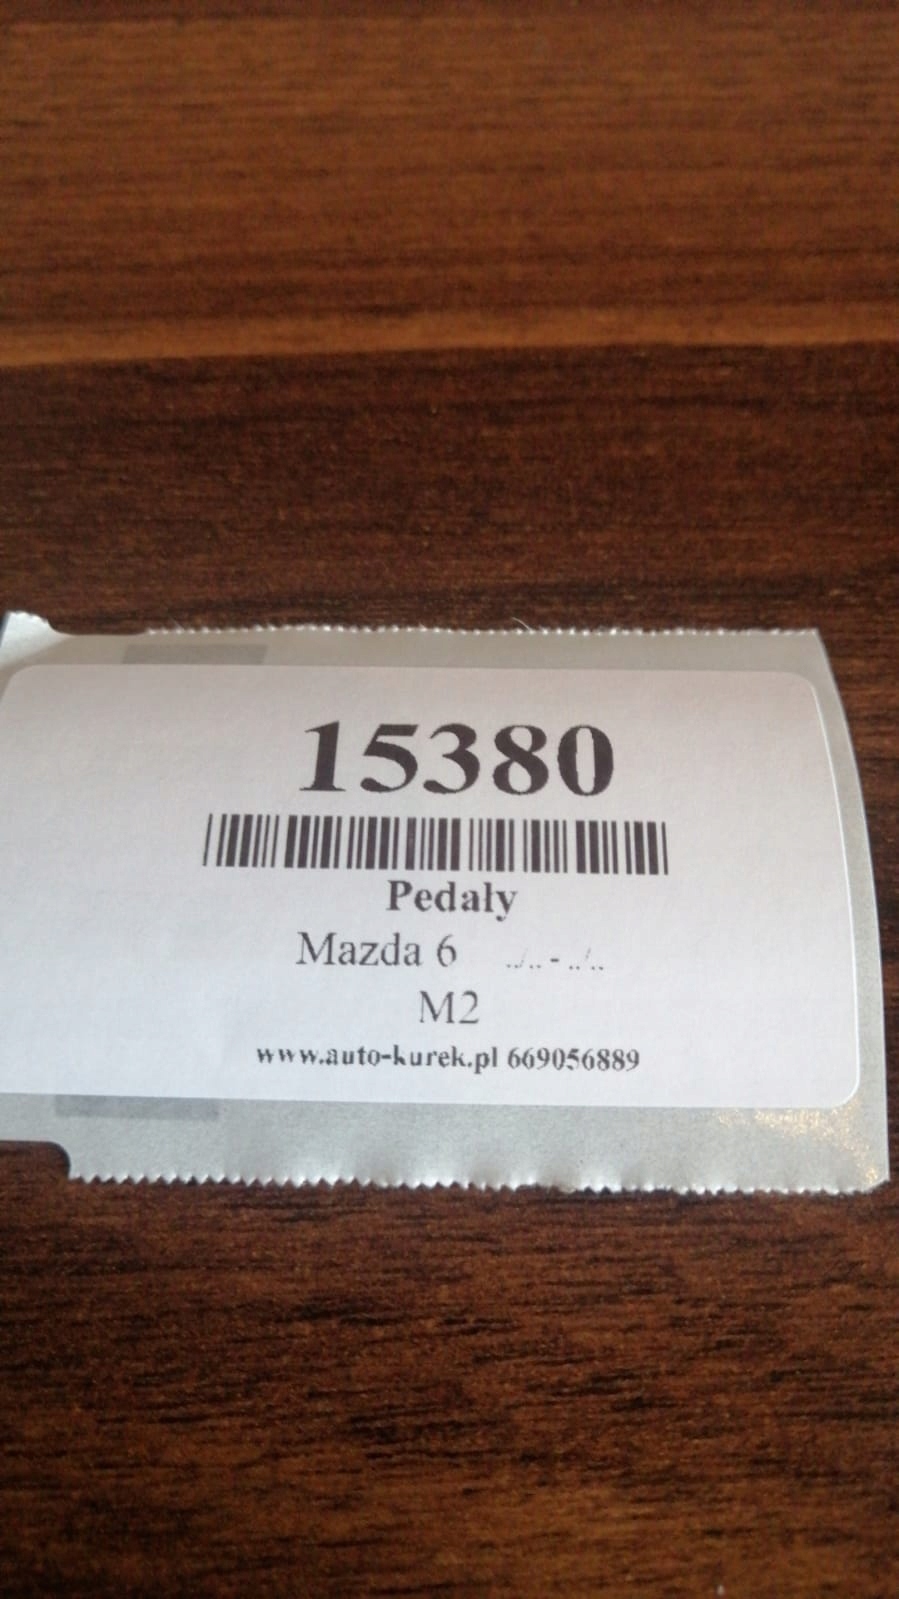 15380
Pedały
Mazda 6 ../.. - ../..
M2
www.auto-kurek.pl 669056889